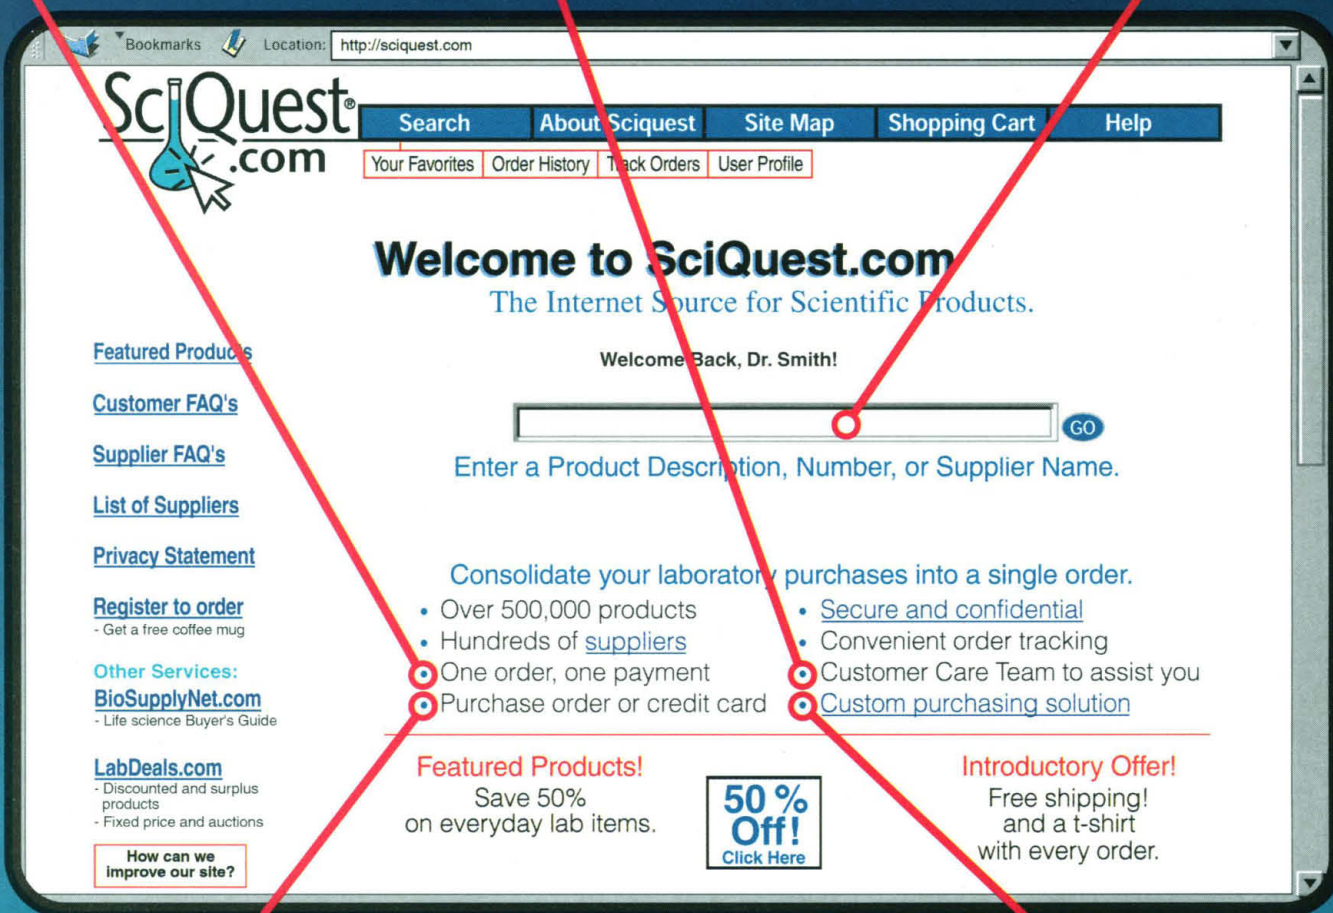 Bookmarks Location: http://sciquest.com
SciQuest®
.com
Search About Sciquest Site Map Shopping Cart Help
Your Favorites Order History Track Orders User Profile
Welcome to SciQuest.com
The Internet Source for Scientific Products.
Welcome Back, Dr. Smith!
GO
Enter a Product Description, Number, or Supplier Name.
Featured Products
Customer FAQ's
Supplier FAQ's
List of Suppliers
Privacy Statement
Register to order
- Get a free coffee mug
Other Services:
BioSupplyNet.com
- Life science Buyer's Guide
LabDeals.com
- Discounted and surplus
products
- Fixed price and auctions
How can we
improve our site?
Consolidate your laboratory purchases into a single order.
• Over 500,000 products
• Hundreds of suppliers
• One order, one payment
• Purchase order or credit card
• Secure and confidential
• Convenient order tracking
• Customer Care Team to assist you
• Custom purchasing solution
Featured Products!
Save 50%
on everyday lab items.
50 %
Off!
Click Here
Introductory Offer!
Free shipping!
and a t-shirt
with every order.